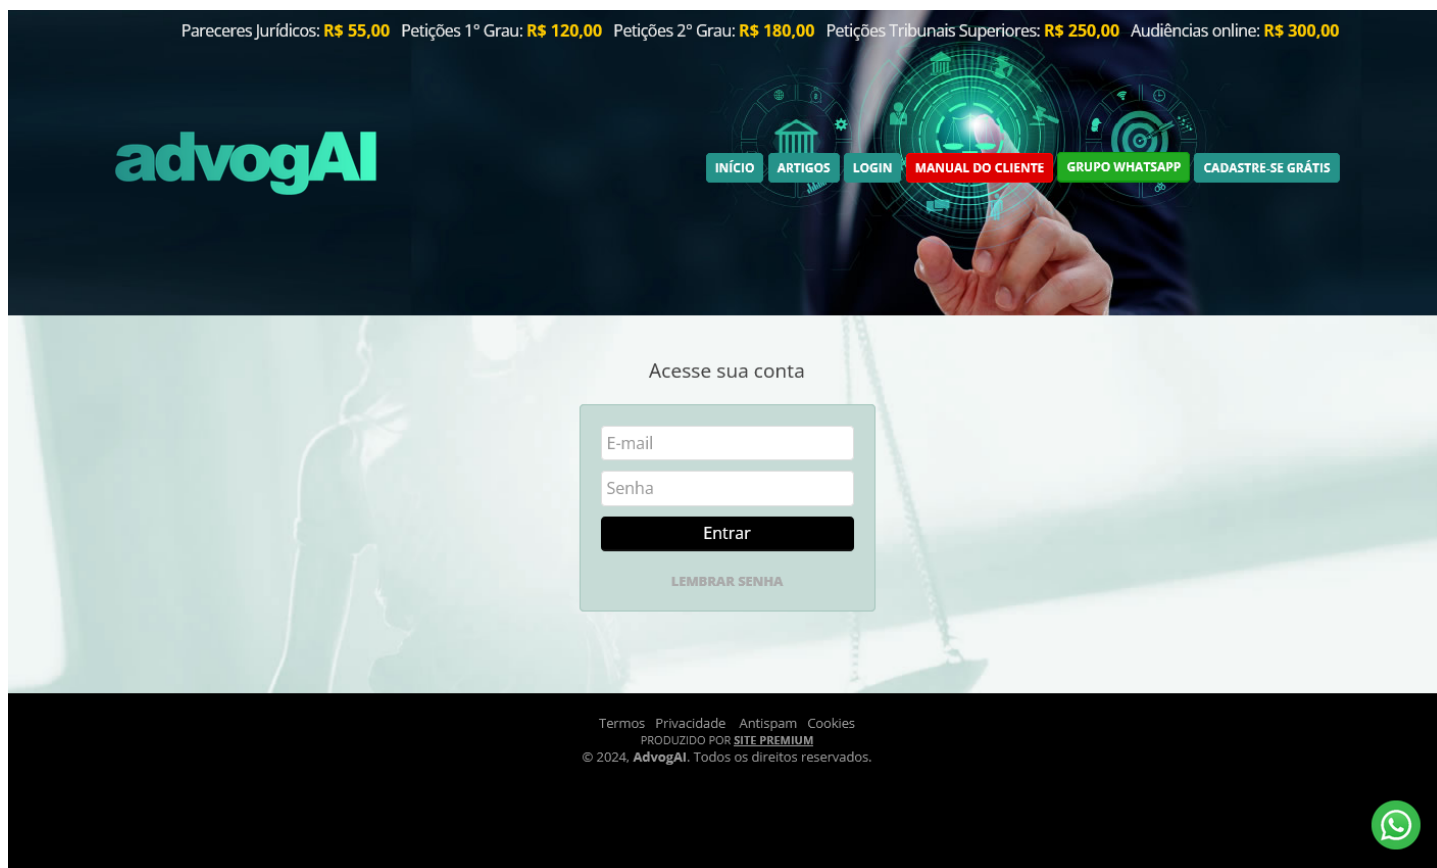 Pareceres Jurídicos: R$ 55,00 Petições 1º Grau: R$ 120,00 Petições 2º Grau: R$ 180,00 Petições Tribunais Superiores: R$ 250,00 Audiências online: R$ 300,00
advogAI
INÍCIO ARTIGOS LOGIN MANUAL DO CLIENTE GRUPO WHATSAPP CADASTRE-SE GRÁTIS
Acesse sua conta
E-mail
Senha
Entrar
LEMBRAR SENHA
Termos Privacidade Antispam Cookies
PRODUZIDO POR SITE PREMIUM
© 2024, AdvogAI. Todos os direitos reservados.